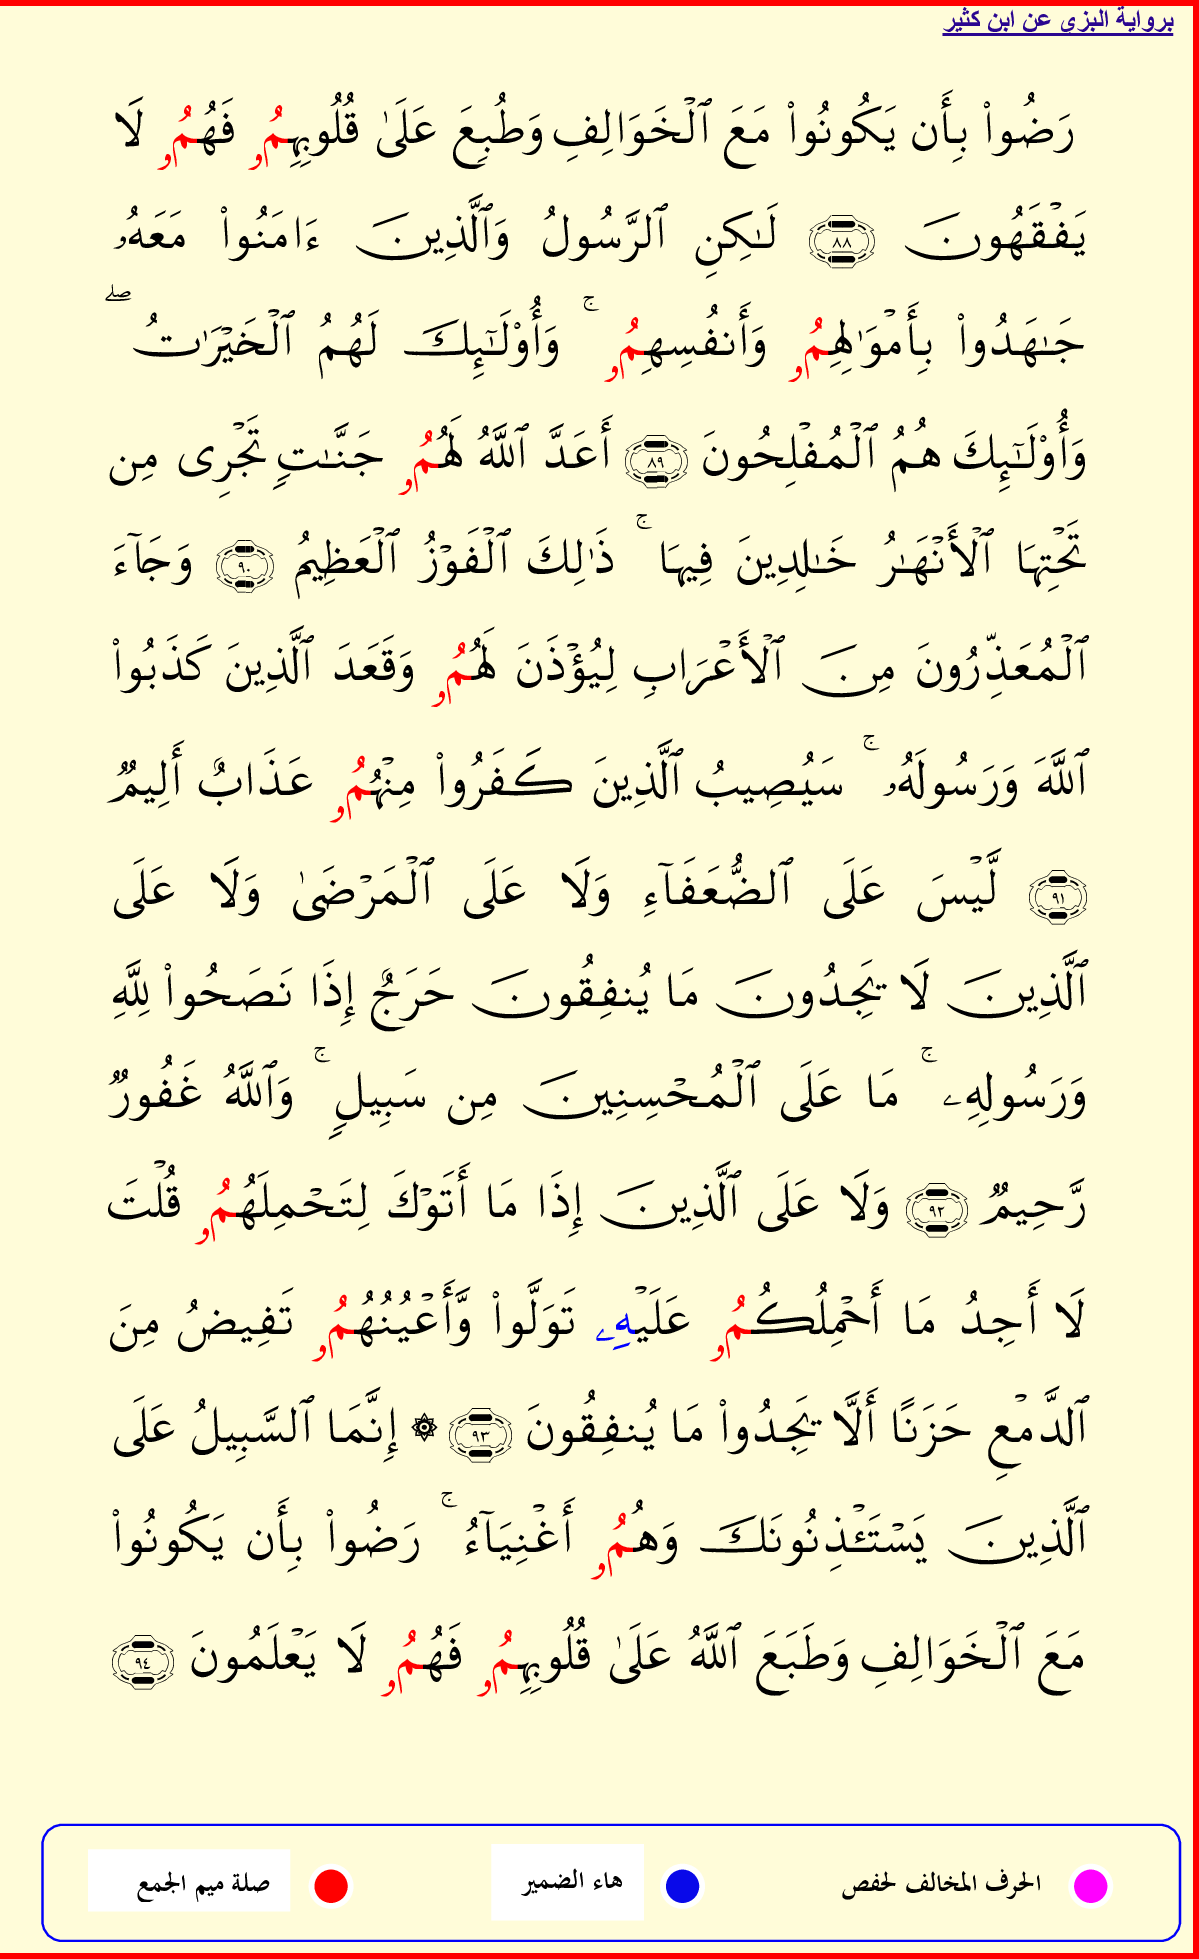 برواية البزي عن ابن كثير
رَضُوا۟ بِأَن يَكُونُوا۟ مَعَ ٱلْخَوَالِفِ وَطُبِعَ عَلَىٰ قُلُوبِهِمُۥ فَهُمُۥ لَا
يَفْقَهُونَ ٨٨ لَـٰكِنِ ٱلرَّسُولُ وَٱلَّذِينَ ءَامَنُوا۟ مَعَهُۥ
جَـٰهَدُوا۟ بِأَمْوَٰلِهِمُۥ وَأَنفُسِهِمُۥ ۚ وَأُو۟لَـٰٓئِكَ لَهُمُ ٱلْخَيْرَٰتُ ۖ
وَأُو۟لَـٰٓئِكَ هُمُ ٱلْمُفْلِحُونَ ٨٩ أَعَدَّ ٱللَّهُ لَهُمُۥ جَنَّـٰتٍ تَجْرِى مِن
تَحْتِهَا ٱلْأَنْهَـٰرُ خَـٰلِدِينَ فِيهَا ۚ ذَٰلِكَ ٱلْفَوْزُ ٱلْعَظِيمُ ٩٠ وَجَآءَ
ٱلْمُعَذِّرُونَ مِنَ ٱلْأَعْرَابِ لِيُؤْذَنَ لَهُمُۥ وَقَعَدَ ٱلَّذِينَ كَذَبُوا۟
ٱللَّهَ وَرَسُولَهُۥ ۚ سَيُصِيبُ ٱلَّذِينَ كَفَرُوا۟ مِنْهُمُۥ عَذَابٌ أَلِيمٌ
٩١ لَّيْسَ عَلَى ٱلضُّعَفَآءِ وَلَا عَلَى ٱلْمَرْضَىٰ وَلَا عَلَى
ٱلَّذِينَ لَا يَجِدُونَ مَا يُنفِقُونَ حَرَجٌ إِذَا نَصَحُوا۟ لِلَّهِ
وَرَسُولِهِۦ ۚ مَا عَلَى ٱلْمُحْسِنِينَ مِن سَبِيلٍ ۚ وَٱللَّهُ غَفُورٌ
رَّحِيمٌ ٩٢ وَلَا عَلَى ٱلَّذِينَ إِذَا مَا أَتَوْكَ لِتَحْمِلَهُمُۥ قُلْتَ
لَا أَجِدُ مَا أَحْمِلُكُمُۥ عَلَيْهِۦ تَوَلَّوا۟ وَّأَعْيُنُهُمُۥ تَفِيضُ مِنَ
ٱلدَّمْعِ حَزَنًا أَلَّا يَجِدُوا۟ مَا يُنفِقُونَ ٩٣ ۞ إِنَّمَا ٱلسَّبِيلُ عَلَى
ٱلَّذِينَ يَسْتَـْٔذِنُونَكَ وَهُمُۥ أَغْنِيَآءُ ۚ رَضُوا۟ بِأَن يَكُونُوا۟
مَعَ ٱلْخَوَالِفِ وَطَبَعَ ٱللَّهُ عَلَىٰ قُلُوبِهِمُۥ فَهُمُۥ لَا يَعْلَمُونَ ٩٤
الحرف المخالف لحفص هاء الضمير صلة ميم الجمع